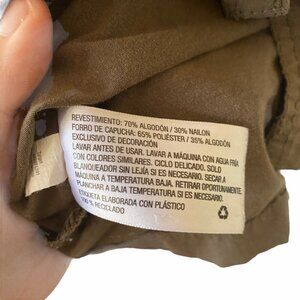 REVESTIMIENTO: 70% ALGODÓN / 30% NAILON
FORRO DE CAPUCHA: 65% POLIÉSTER / 35% ALGODÓN
EXCLUSIVO DE DECORACIÓN
LAVAR ANTES DE USAR. LAVAR A MÁQUINA CON AGUA FRÍA
CON COLORES SIMILARES. CICLO DELICADO. SOLO
BLANQUEADOR SIN LEJÍA SI ES NECESARIO. SECAR A
MÁQUINA A BAJA TEMPERATURA. RETIRAR OPORTUNAMENTE.
PLANCHAR A BAJA TEMPERATURA SI ES NECESARIO.
ETIQUETA ELABORADA CON PLÁSTICO
100 % RECICLADO